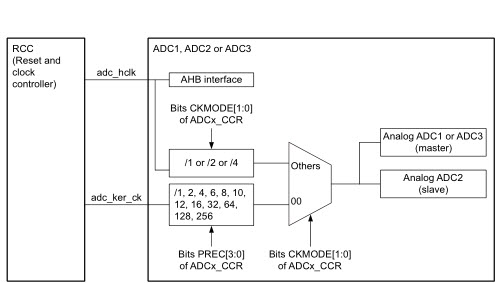 RCC
(Reset and
clock
controller)
ADC1, ADC2 or ADC3
adc_hclk
AHB interface
Bits CKMODE[1:0]
of ADCx_CCR
Analog ADC1 or ADC3
(master)
/1 or /2 or /4
Others
Analog ADC2
(slave)
adc_ker_ck
/1, 2, 4, 6, 8, 10,
12, 16, 32, 64,
128, 256
00
Bits PREC[3:0]
of ADCx_CCR
Bits CKMODE[1:0]
of ADCx_CCR